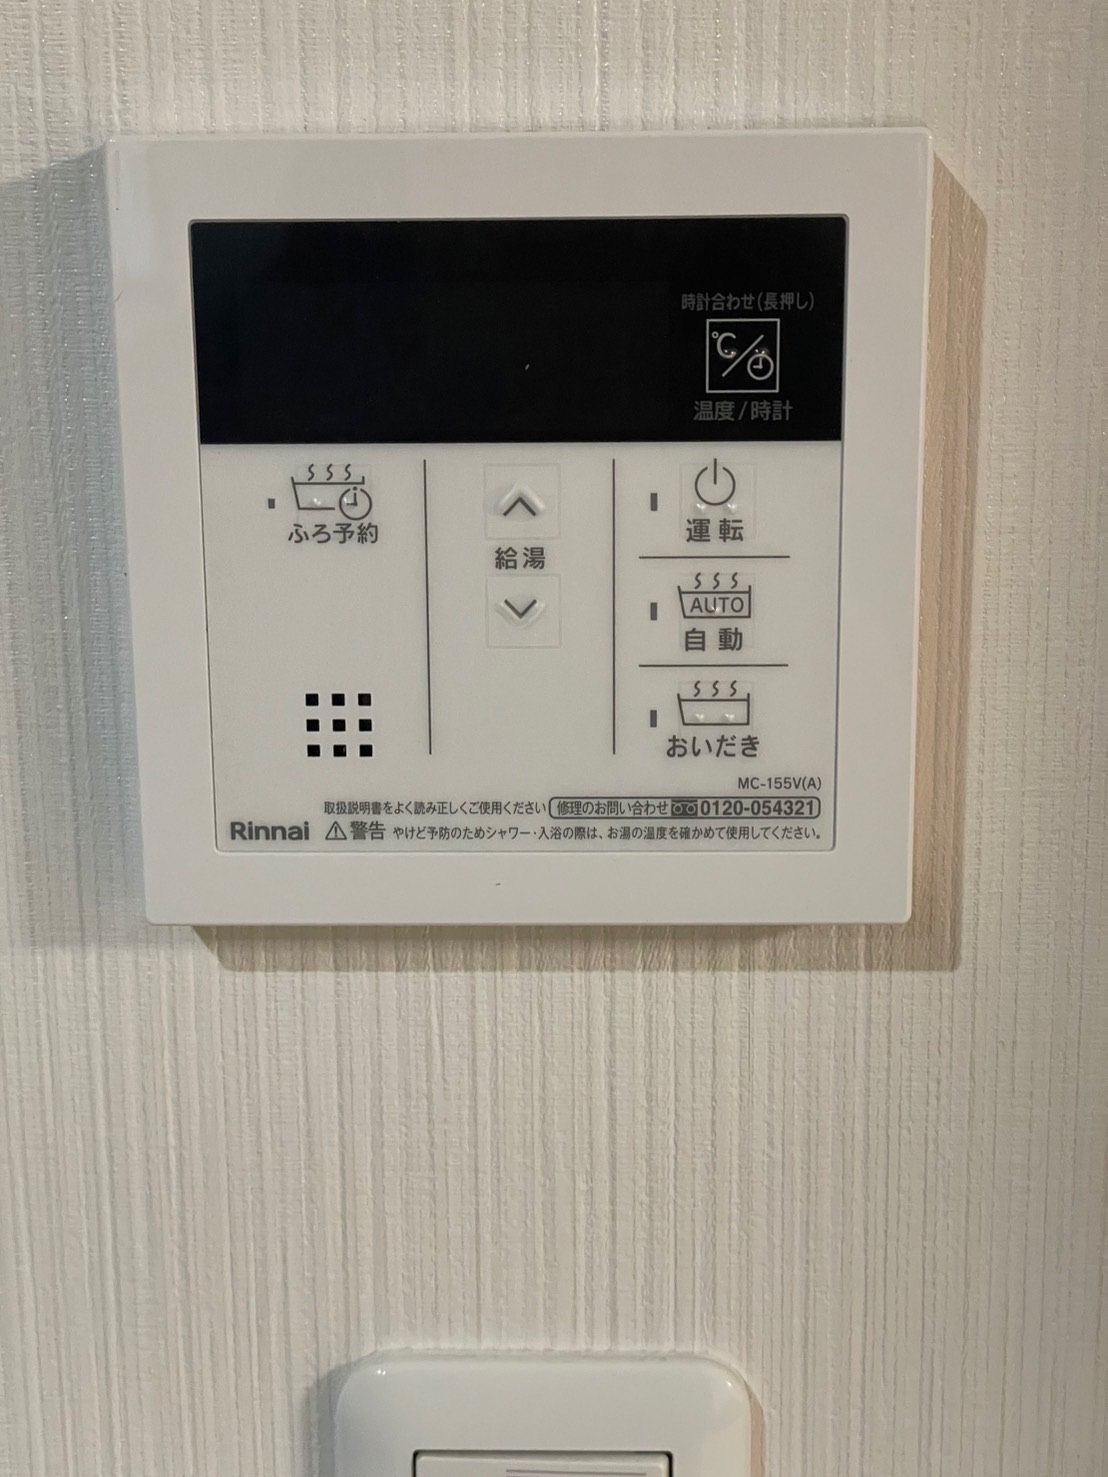 時計合わせ(長押し)
℃/
温度/時計
ふろ予約
給湯
運転
AUTO
自動
おいだき
MC-155V(A)
取扱説明書をよく読み正しくご使用ください 修理のお問い合わせ 0120-054321
Rinnai ⚠警告 やけど予防のためシャワー・入浴の際は、お湯の温度を確かめて使用してください。